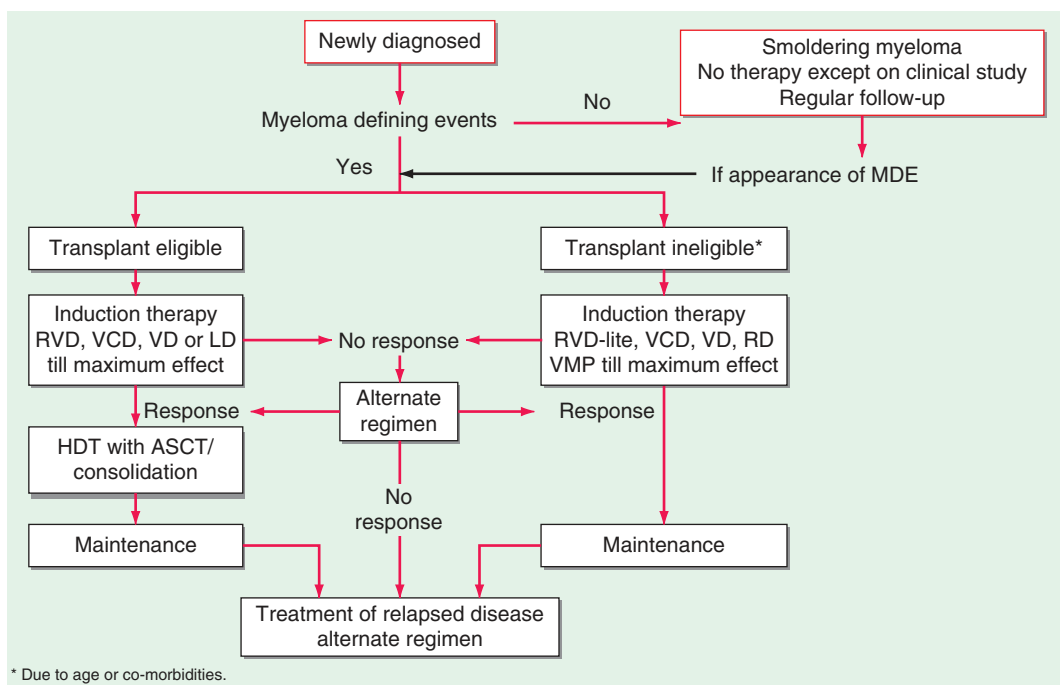 Newly diagnosed
Smoldering myeloma
No therapy except on clinical study
Regular follow-up
No
Myeloma defining events
Yes
If appearance of MDE
Transplant eligible
Transplant ineligible*
Induction therapy
RVD, VCD, VD or LD
till maximum effect
No response
Induction therapy
RVD-lite, VCD, VD, RD
VMP till maximum effect
Response
Alternate
regimen
Response
HDT with ASCT/
consolidation
No
response
Maintenance
Maintenance
Treatment of relapsed disease
alternate regimen
* Due to age or co-morbidities.